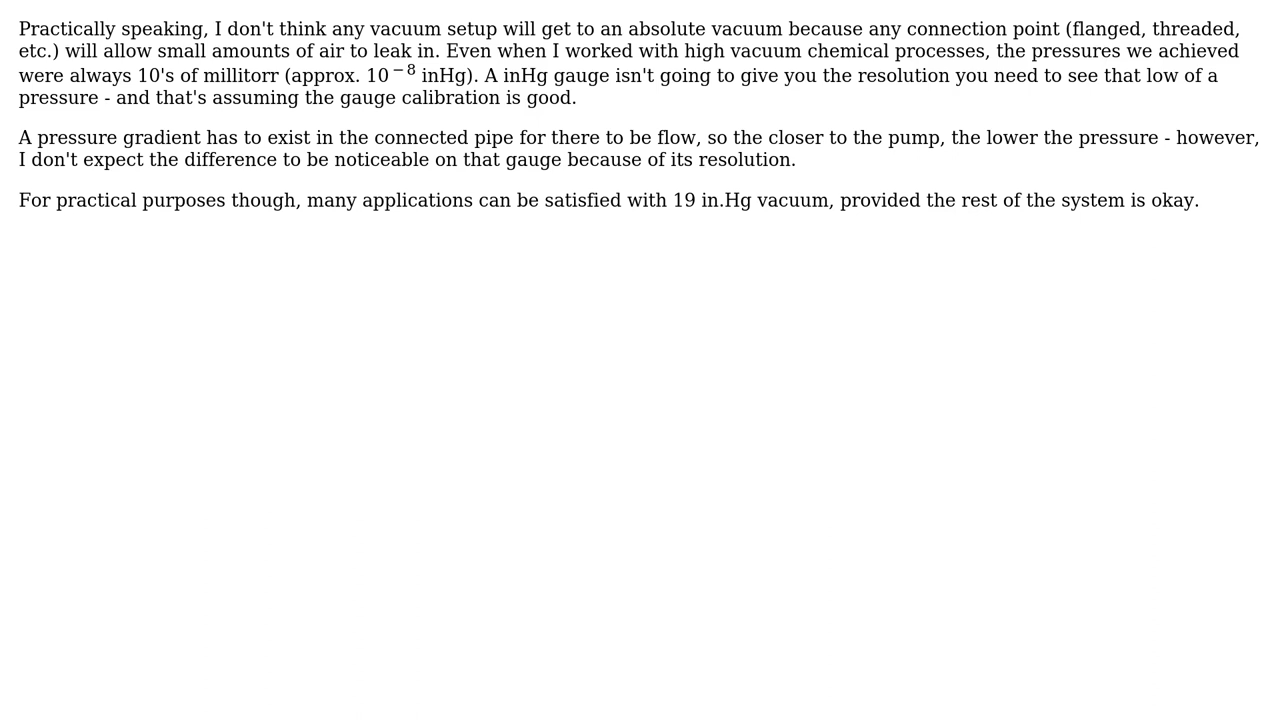 Practically speaking, I don't think any vacuum setup will get to an absolute vacuum because any connection point (flanged, threaded,
etc.) will allow small amounts of air to leak in. Even when I worked with high vacuum chemical processes, the pressures we achieved
were always 10's of millitorr (approx. 10⁻⁸ inHg). A inHg gauge isn't going to give you the resolution you need to see that low of a
pressure - and that's assuming the gauge calibration is good.
A pressure gradient has to exist in the connected pipe for there to be flow, so the closer to the pump, the lower the pressure - however,
I don't expect the difference to be noticeable on that gauge because of its resolution.
For practical purposes though, many applications can be satisfied with 19 in.Hg vacuum, provided the rest of the system is okay.